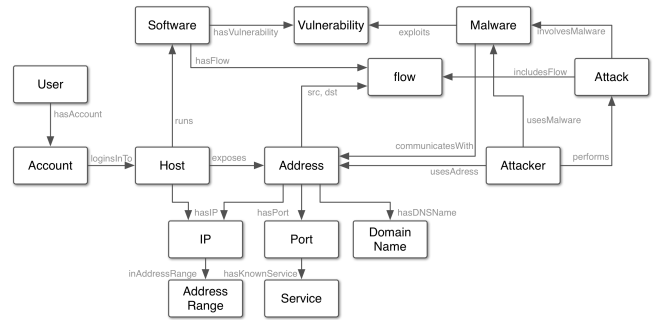 Software
Vulnerability
Malware
hasVulnerability
exploits
involvesMalware
hasFlow
User
flow
Attack
includesFlow
src, dst
hasAccount
runs
usesMalware
communicatesWith
Account
loginsInTo
Host
exposes
Address
usesAdress
Attacker
performs
hasIP
hasPort
hasDNSName
IP
Port
Domain
Name
inAddressRange
hasKnownService
Address
Range
Service